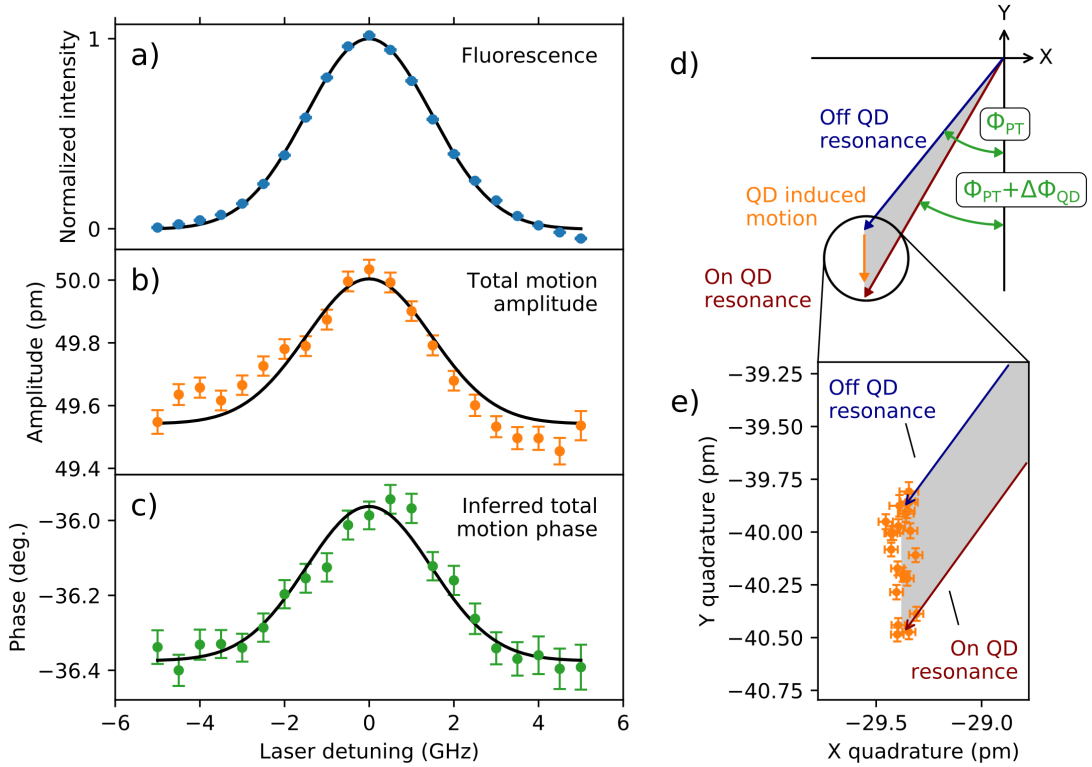 a)
Fluorescence
Normalized intensity
1
0
b)
Total motion
amplitude
Amplitude (pm)
50.0
49.8
49.6
49.4
c)
Inferred total
motion phase
Phase (deg.)
−36.0
−36.2
−36.4
−6
−4
−2
0
2
4
6
Laser detuning (GHz)
d)
Y
X
Off QD
resonance
Φ_PT
QD induced
motion
Φ_PT+ΔΦ_QD
On QD
resonance
e)
Off QD
resonance
On QD
resonance
Y quadrature (pm)
−39.25
−39.50
−39.75
−40.00
−40.25
−40.50
−40.75
−29.5
−29.0
X quadrature (pm)